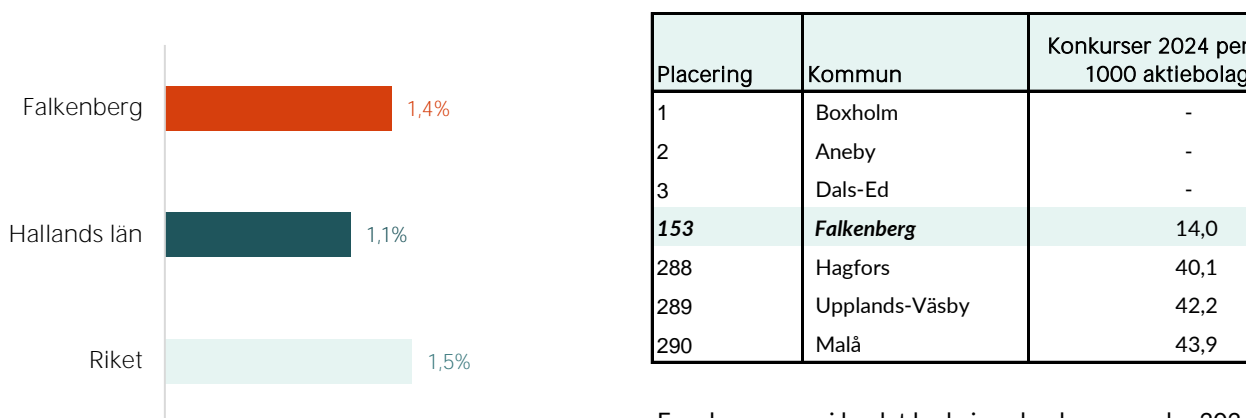 Falkenberg 1,4%
Hallands län 1,1%
Riket 1,5%
Konkurser 2024 per
Placering Kommun 1000 aktiebolag
1 Boxholm -
2 Aneby -
3 Dals-Ed -
153 Falkenberg 14,0
288 Hagfors 40,1
289 Upplands-Väsby 42,2
290 Malå 43,9